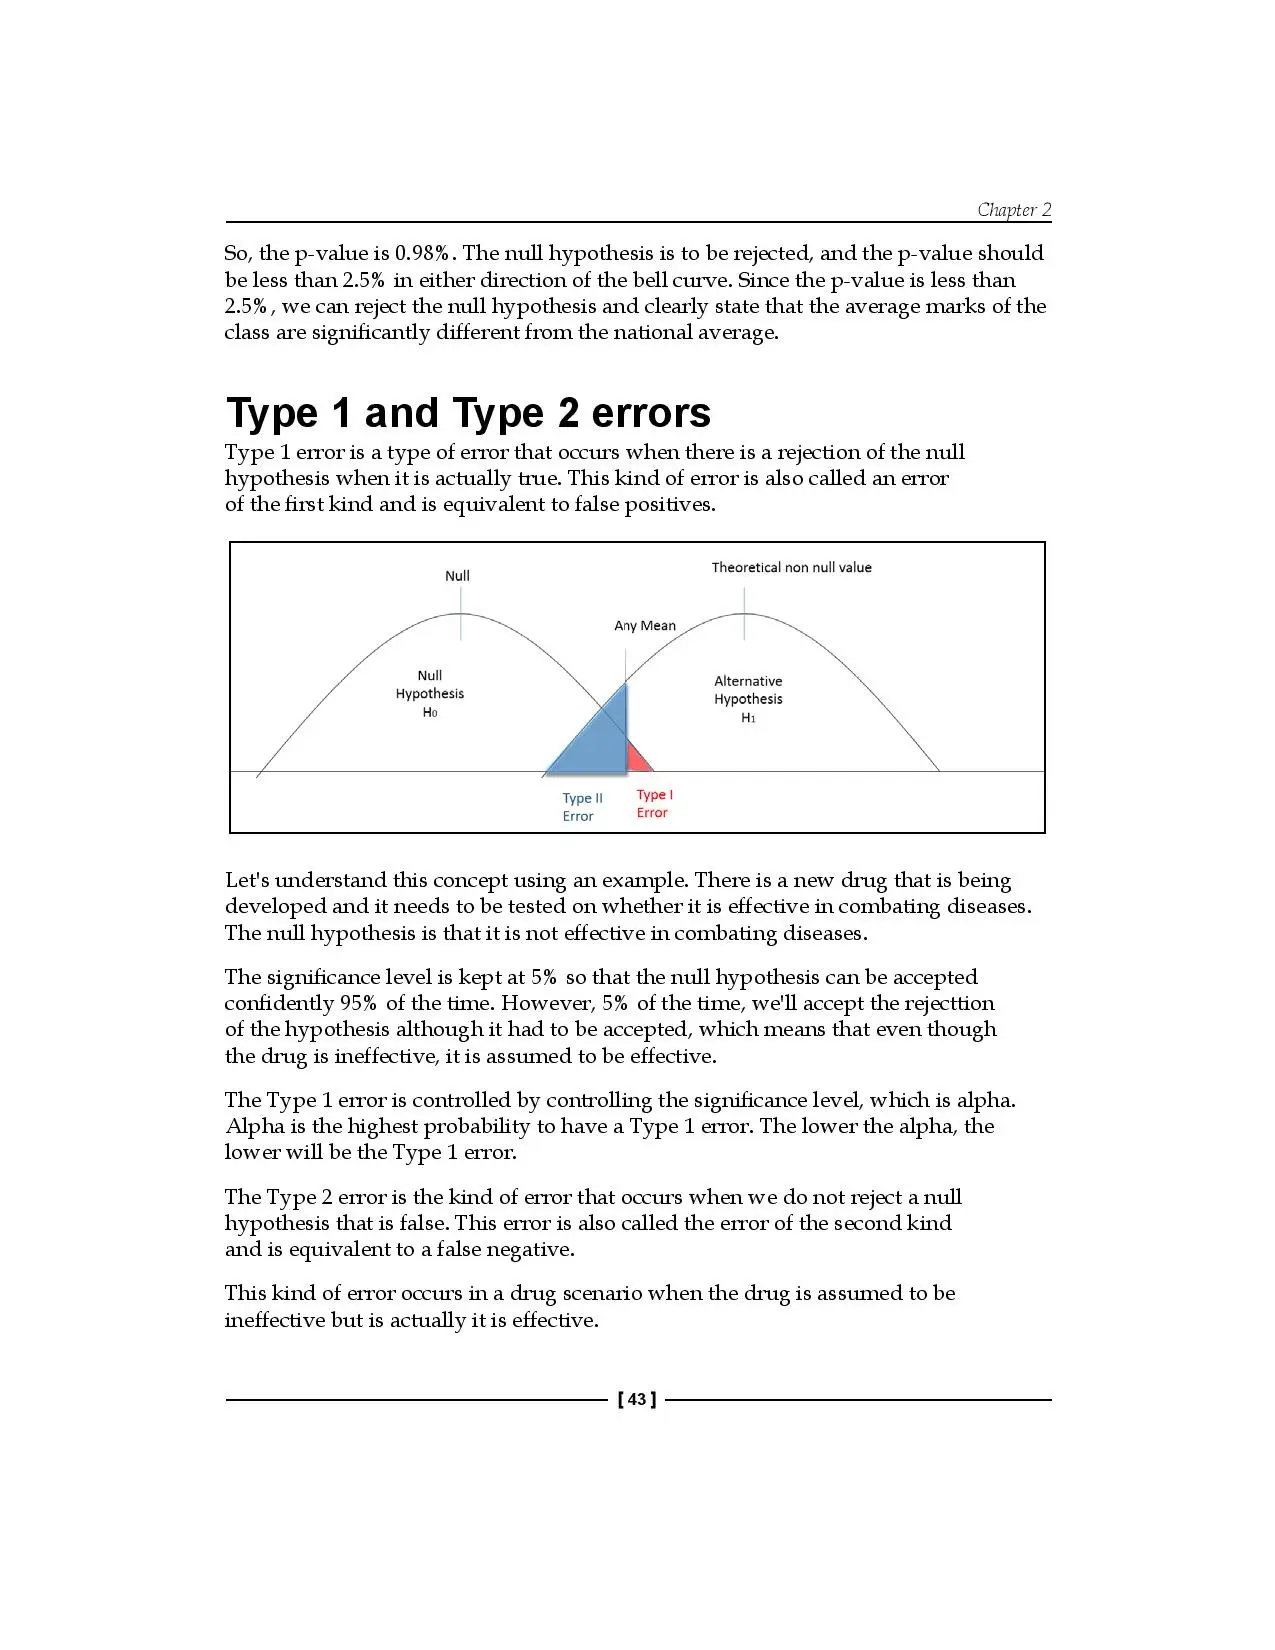 Chapter 2
So, the p-value is 0.98%. The null hypothesis is to be rejected, and the p-value should
be less than 2.5% in either direction of the bell curve. Since the p-value is less than
2.5%, we can reject the null hypothesis and clearly state that the average marks of the
class are significantly different from the national average.
Type 1 and Type 2 errors
Type 1 error is a type of error that occurs when there is a rejection of the null
hypothesis when it is actually true. This kind of error is also called an error
of the first kind and is equivalent to false positives.
Null
Theoretical non null value
Any Mean
Null
Hypothesis
H0
Alternative
Hypothesis
H1
Type II
Error
Type I
Error
Let's understand this concept using an example. There is a new drug that is being
developed and it needs to be tested on whether it is effective in combating diseases.
The null hypothesis is that it is not effective in combating diseases.
The significance level is kept at 5% so that the null hypothesis can be accepted
confidently 95% of the time. However, 5% of the time, we'll accept the rejecttion
of the hypothesis although it had to be accepted, which means that even though
the drug is ineffective, it is assumed to be effective.
The Type 1 error is controlled by controlling the significance level, which is alpha.
Alpha is the highest probability to have a Type 1 error. The lower the alpha, the
lower will be the Type 1 error.
The Type 2 error is the kind of error that occurs when we do not reject a null
hypothesis that is false. This error is also called the error of the second kind
and is equivalent to a false negative.
This kind of error occurs in a drug scenario when the drug is assumed to be
ineffective but is actually it is effective.
[ 43 ]